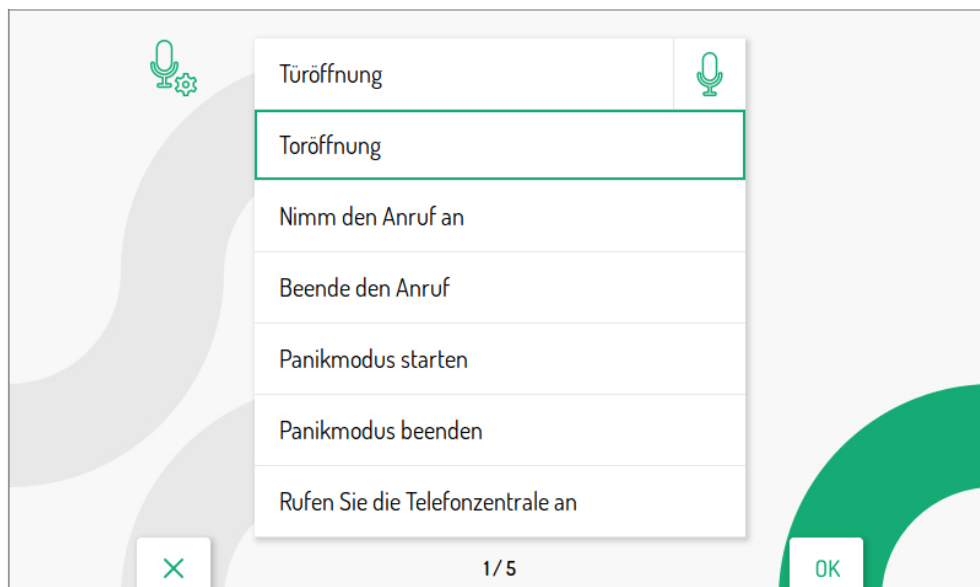 Türöffnung
Toröffnung
Nimm den Anruf an
Beende den Anruf
Panikmodus starten
Panikmodus beenden
Rufen Sie die Telefonzentrale an
1 / 5
OK